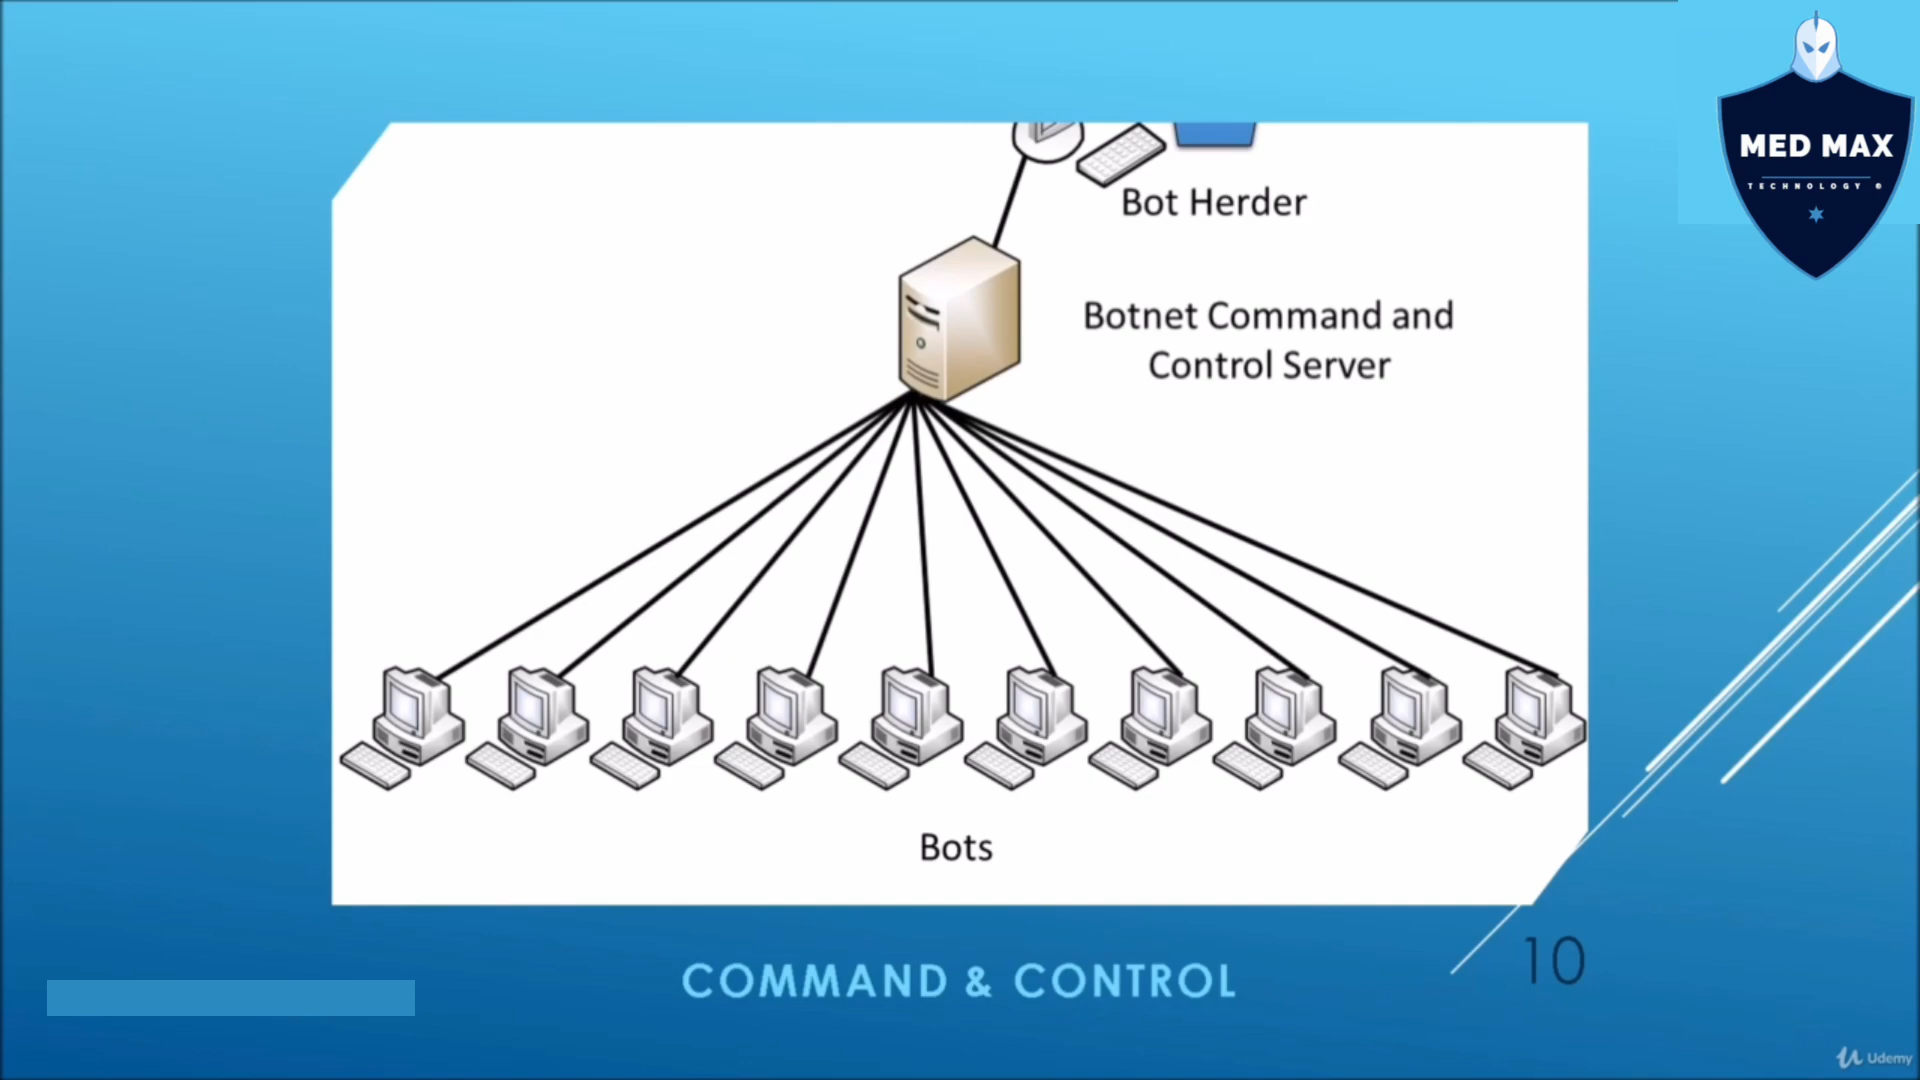 MED MAX
TECHNOLOGY ©
Bot Herder
Botnet Command and
Control Server
Bots
COMMAND & CONTROL
10
Udemy